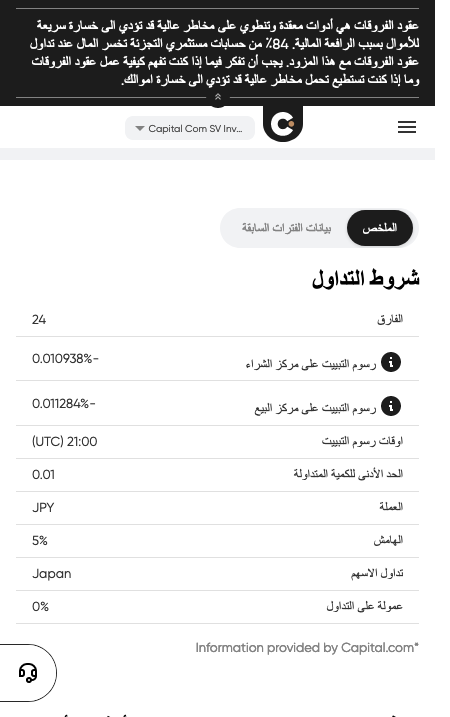 عقود الفروقات هي أدوات معقدة وتنطوي على مخاطر عالية قد تؤدي الى خسارة سريعة
للأموال بسبب الرافعة المالية. 84٪ من حسابات مستثمري التجزئة تخسر المال عند تداول
عقود الفروقات مع هذا المزود. يجب أن تفكر فيما إذا كنت تفهم كيفية عمل عقود الفروقات
وما إذا كنت تستطيع تحمل مخاطر عالية قد تؤدي الى خسارة اموالك.
Capital Com SV Inv...
الملخص
بيانات الفترات السابقة
شروط التداول
الفارق 24
رسوم التبييت على مركز الشراء -0.010938%
رسوم التبييت على مركز البيع -0.011284%
اوقات رسوم التبييت 21:00 (UTC)
الحد الأدنى للكمية المتداولة 0.01
العملة JPY
الهامش 5%
تداول الاسهم Japan
عمولة على التداول 0%
Information provided by Capital.com*